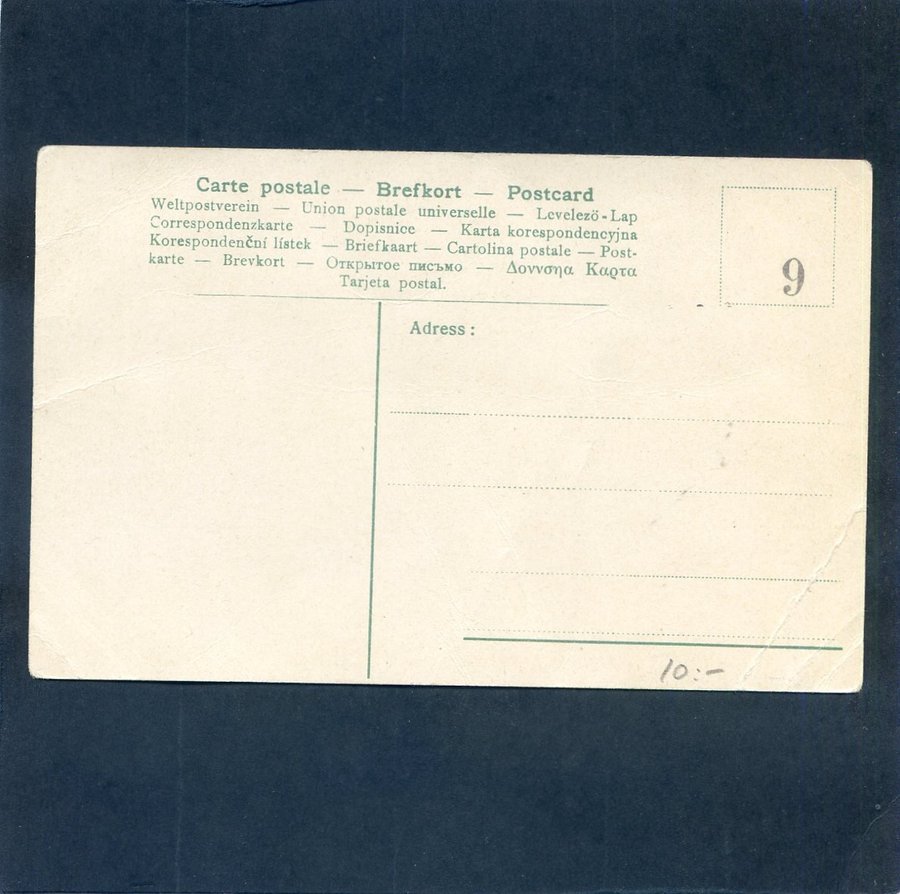 Carte postale — Brefkort — Postcard
Weltpostverein — Union postale universelle — Levelező-Lap
Correspondenzkarte — Dopisnice — Karta korespondencyjna
Korespondenční lístek — Briefkaart — Cartolina postale — Post-
karte — Brevkort — Открытое письмо — Δοννσηα Καρτα
Tarjeta postal.
9
Adress :
10:-